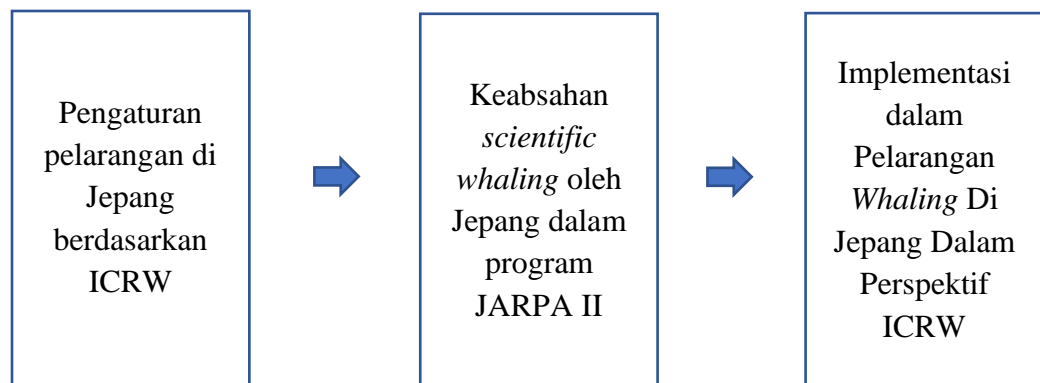 Pengaturan
pelarangan di
Jepang
berdasarkan
ICRW
Keabsahan
scientific
whaling oleh
Jepang dalam
program
JARPA II
Implementasi
dalam
Pelarangan
Whaling Di
Jepang Dalam
Perspektif
ICRW